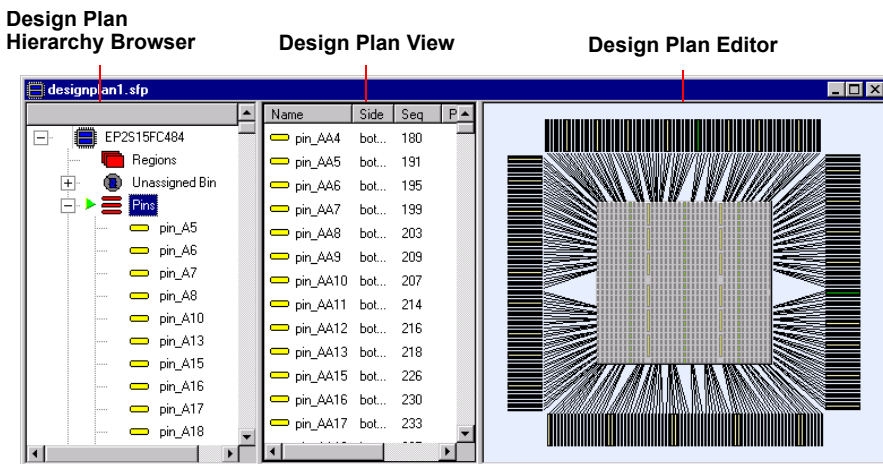 Design Plan
Hierarchy Browser
Design Plan View
Design Plan Editor
designplan1.sfp
EP2S15FC484
Regions
Unassigned Bin
Pins
pin_A5
pin_A6
pin_A7
pin_A8
pin_A10
pin_A13
pin_A15
pin_A16
pin_A17
pin_A18
Name Side Seq P
pin_AA4 bot... 180
pin_AA5 bot... 191
pin_AA6 bot... 195
pin_AA7 bot... 199
pin_AA8 bot... 203
pin_AA9 bot... 209
pin_AA10 bot... 207
pin_AA11 bot... 214
pin_AA12 bot... 216
pin_AA13 bot... 218
pin_AA15 bot... 226
pin_AA16 bot... 230
pin_AA17 bot... 233